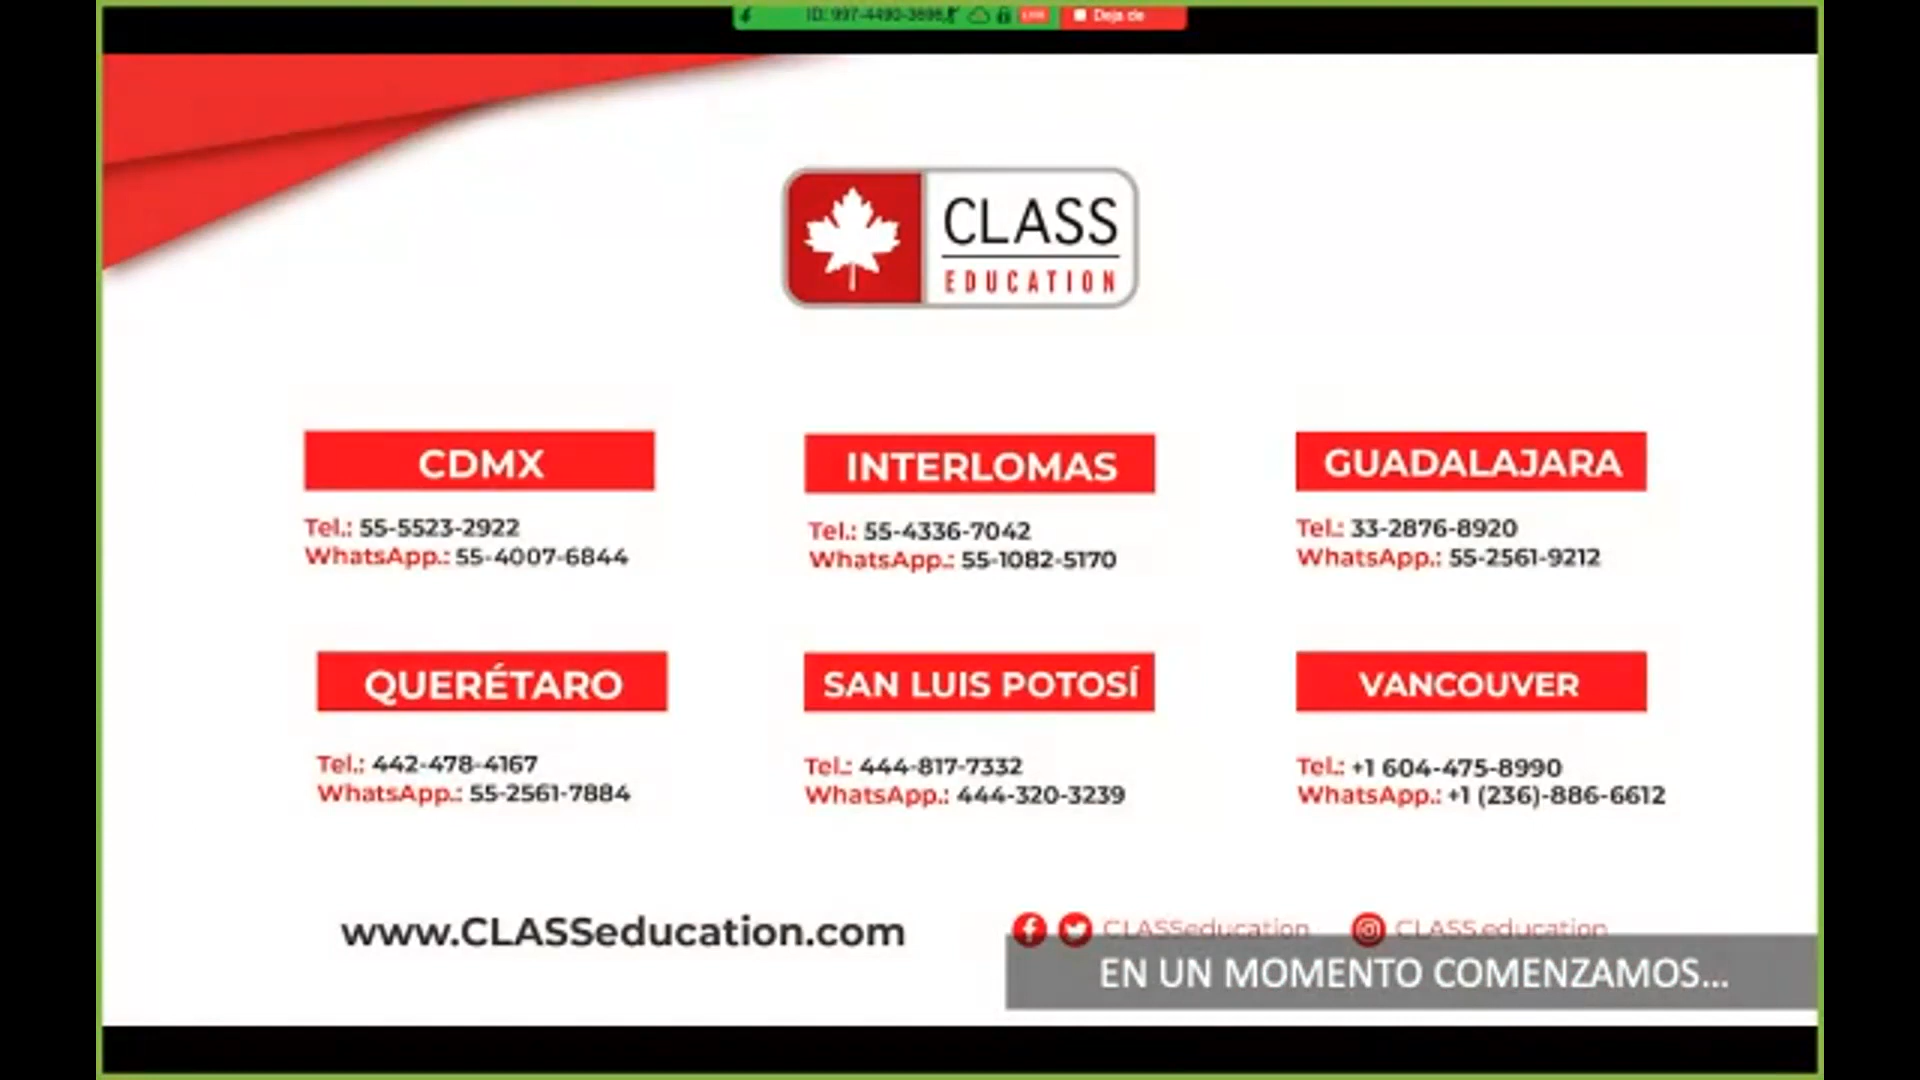 LIVE
Deja de
CLASS
EDUCATION
CDMX
Tel.: 55-5523-2922
WhatsApp.: 55-4007-6844
INTERLOMAS
Tel.: 55-4336-7042
WhatsApp.: 55-1082-5170
GUADALAJARA
Tel.: 33-2876-8920
WhatsApp.: 55-2561-9212
QUERÉTARO
Tel.: 442-478-4167
WhatsApp.: 55-2561-7884
SAN LUIS POTOSÍ
Tel.: 444-817-7332
WhatsApp.: 444-320-3239
VANCOUVER
Tel.: +1 604-475-8990
WhatsApp.: +1 (236)-886-6612
www.CLASSeducation.com
CLASSeducation
CLASS.education
EN UN MOMENTO COMENZAMOS...